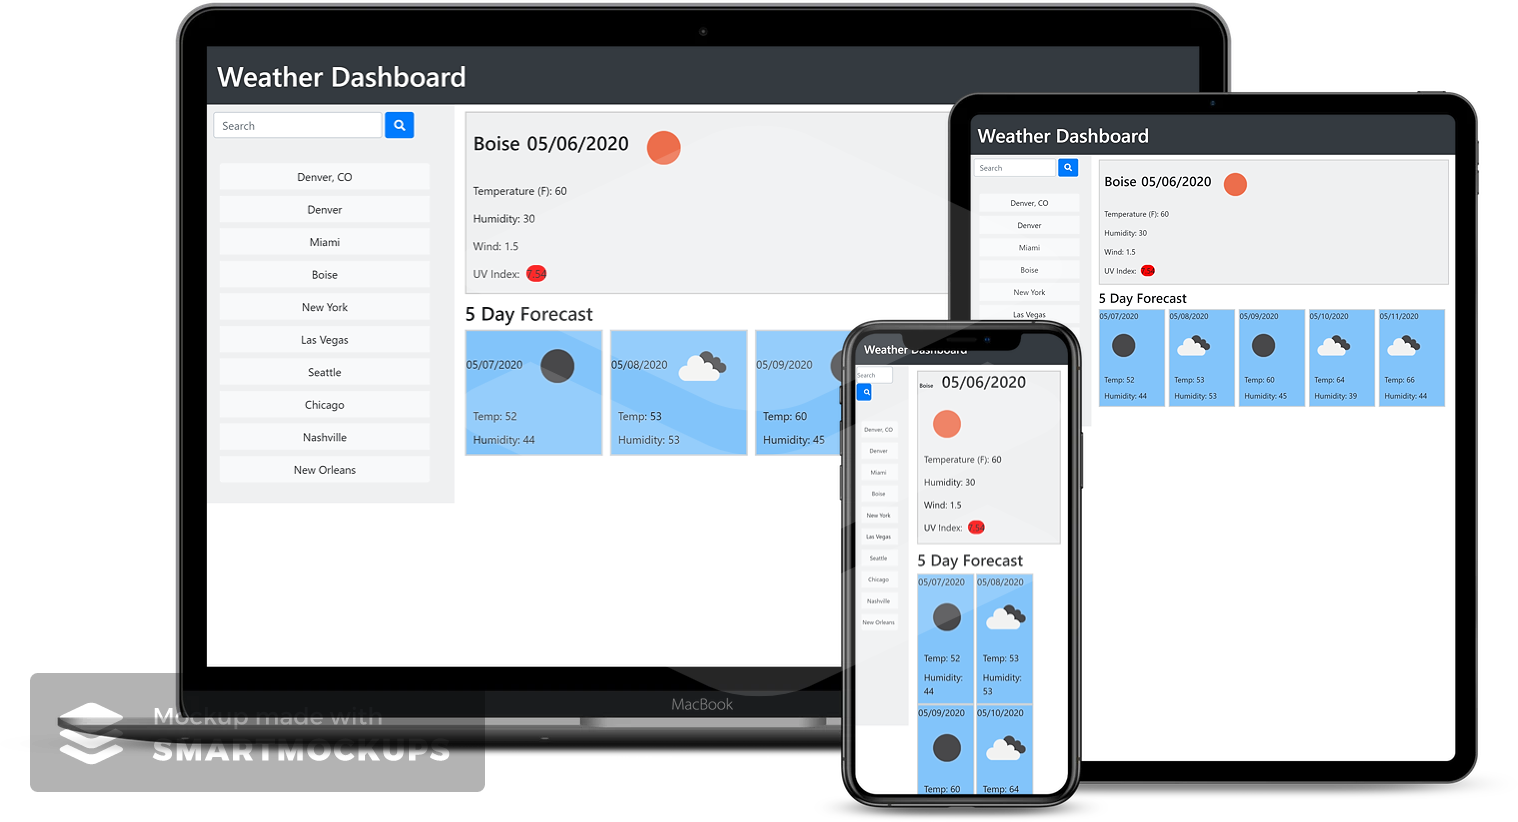 Weather Dashboard
Search
Denver, CO
Denver
Miami
Boise
New York
Las Vegas
Seattle
Chicago
Nashville
New Orleans
Boise 05/06/2020
Temperature (F): 60
Humidity: 30
Wind: 1.5
UV Index: 7.54
5 Day Forecast
05/07/2020
Temp: 52
Humidity: 44
05/08/2020
Temp: 53
Humidity: 53
05/09/2020
Temp: 60
Humidity: 45
MacBook
Weather Dashboard
Search
Denver, CO
Denver
Miami
Boise
New York
Las Vegas
Boise 05/06/2020
Temperature (F): 60
Humidity: 30
Wind: 1.5
UV Index: 7.54
5 Day Forecast
05/07/2020
Temp: 52
Humidity: 44
05/08/2020
Temp: 53
Humidity: 53
05/09/2020
Temp: 60
Humidity: 45
05/10/2020
Temp: 64
Humidity: 39
05/11/2020
Temp: 66
Humidity: 44
Weather Dashboard
Search
Denver, CO
Denver
Miami
Boise
New York
Las Vegas
Seattle
Chicago
Nashville
New Orleans
Boise 05/06/2020
Temperature (F): 60
Humidity: 30
Wind: 1.5
UV Index: 7.54
5 Day Forecast
05/07/2020
Temp: 52
Humidity:
44
05/08/2020
Temp: 53
Humidity:
53
05/09/2020
Temp: 60
05/10/2020
Temp: 64
Mockup made with
SMARTMOCKUPS